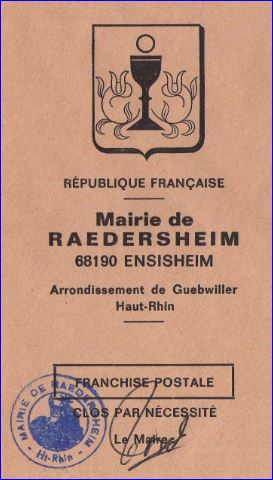 RÉPUBLIQUE FRANÇAISE
Mairie de
RAEDERSHEIM
68190 ENSISHEIM
Arrondissement de Guebwiller
Haut-Rhin
FRANCHISE POSTALE
CLOS PAR NÉCESSITÉ
Le Maire,
MAIRIE DE RAEDERSHEIM
- Ht-Rhin -